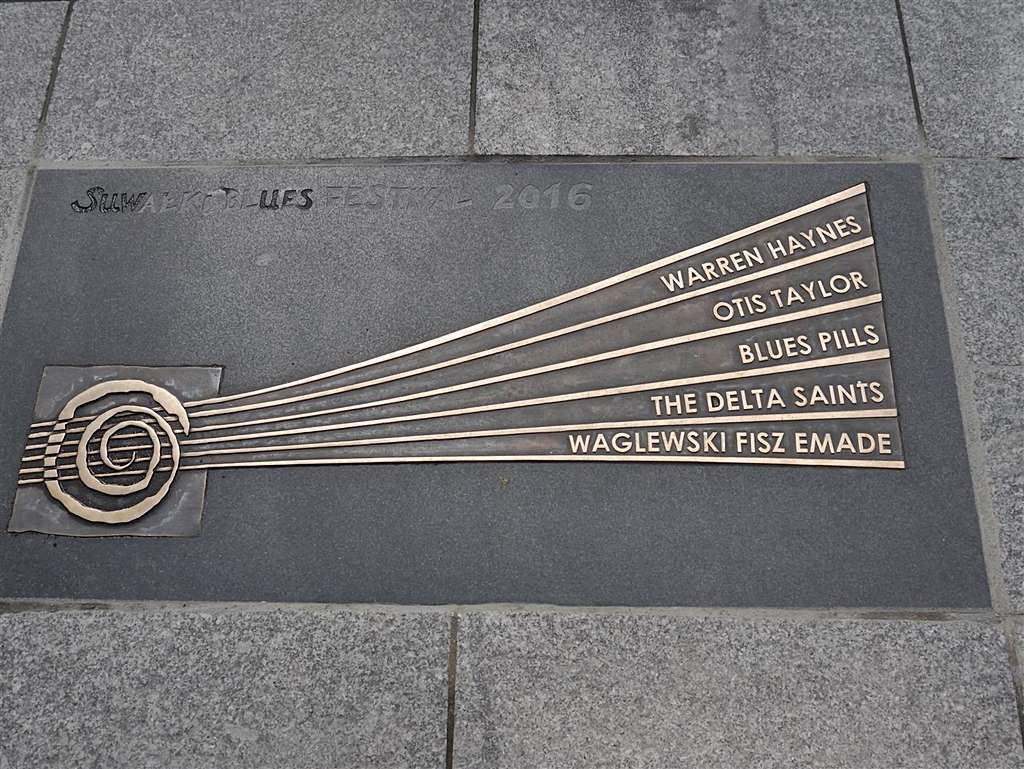 SUWAŁKI BLUES FESTIVAL 2016
WARREN HAYNES
OTIS TAYLOR
BLUES PILLS
THE DELTA SAINTS
WAGLEWSKI FISZ EMADE